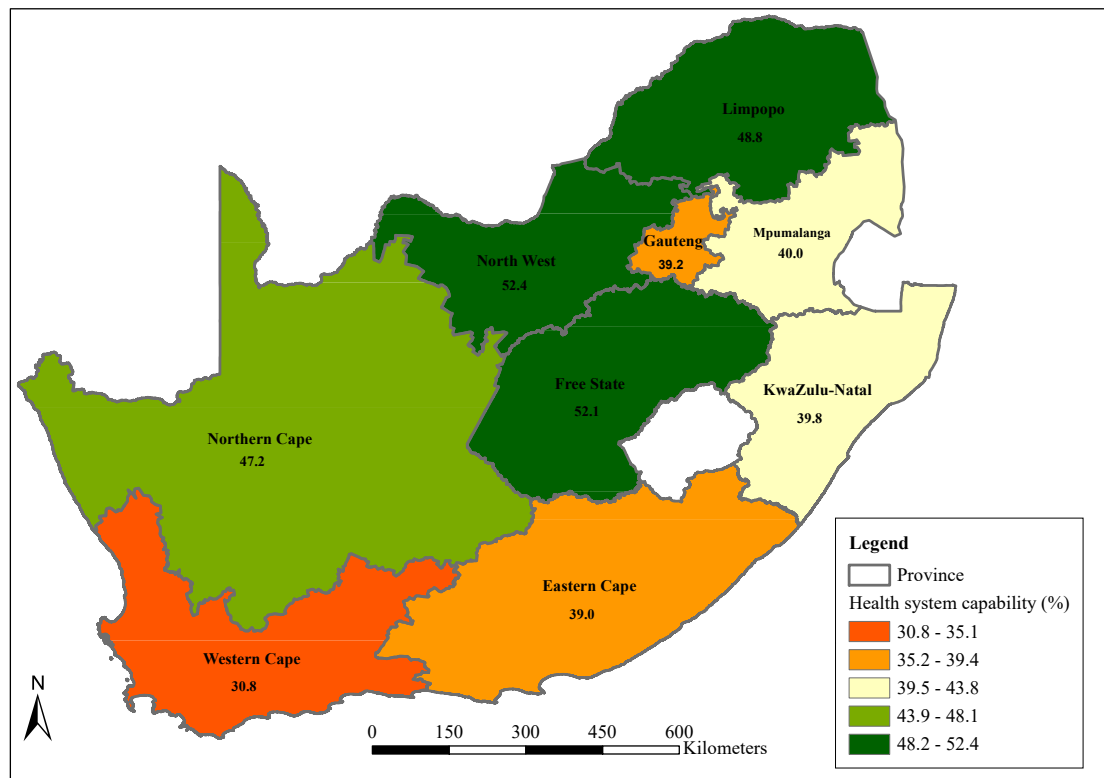 Limpopo
48.8
Mpumalanga
40.0
Gauteng
39.2
North West
52.4
Free State
52.1
KwaZulu-Natal
39.8
Northern Cape
47.2
Eastern Cape
39.0
Western Cape
30.8
N
0 150 300 450 600
Kilometers
Legend
Province
Health system capability (%)
30.8 - 35.1
35.2 - 39.4
39.5 - 43.8
43.9 - 48.1
48.2 - 52.4